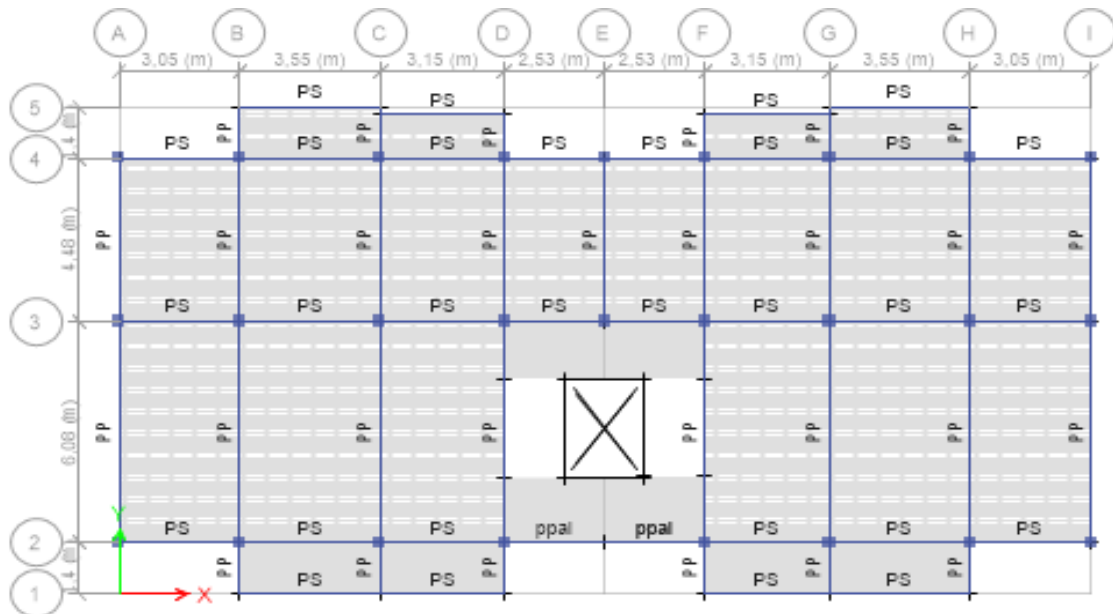 A B C D E F G H I
3,05 (m) 3,55 (m) 3,15 (m) 2,53 (m) 2,53 (m) 3,15 (m) 3,55 (m) 3,05 (m)
PS PS
5 PS PS
PP PP PP PP PP PP
PS PS PS PS PS PS PS PS
4
4,48 (m)
PP PP PP PP PP PP PP PP PP
PS PS PS PS PS PS PS PS
3
6,08 (m)
PP PP PP PP PP PP PP PP
Y
PS PS PS ppal ppal PS PS PS
2
PP PP PP PP PP PP
PS PS PS PS
1 X